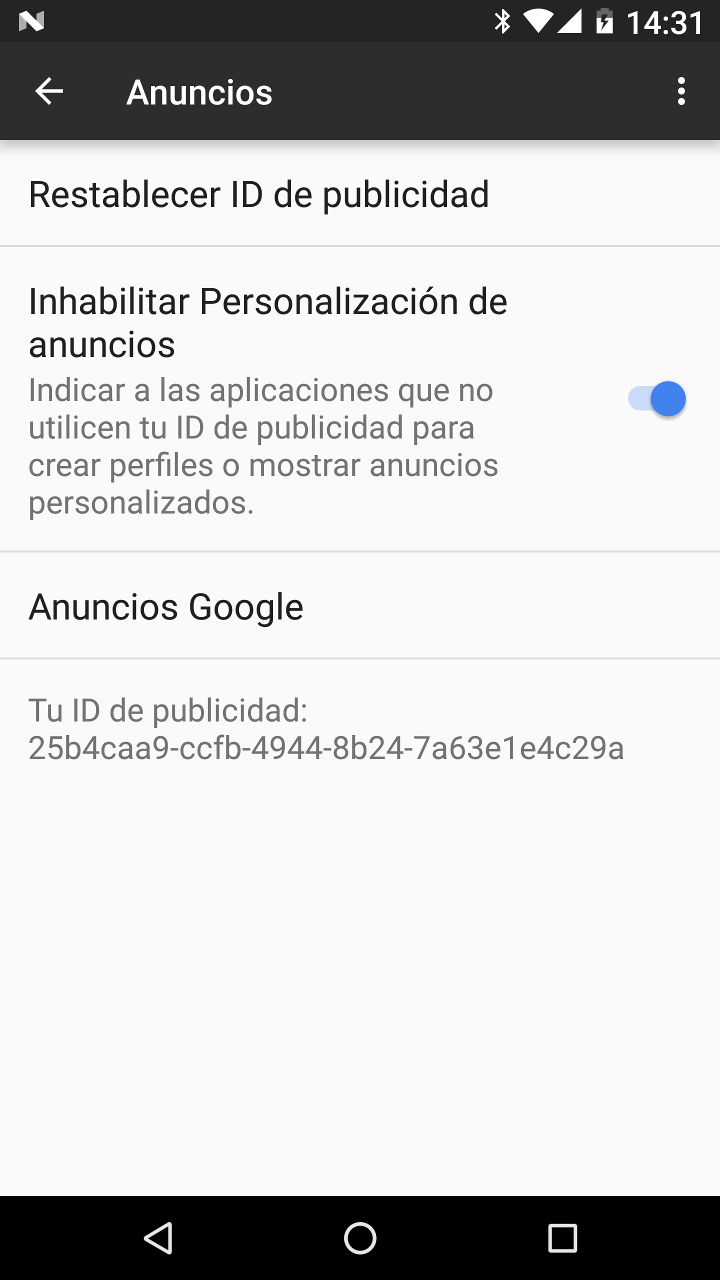 14:31
Anuncios
Restablecer ID de publicidad
Inhabilitar Personalización de
anuncios
Indicar a las aplicaciones que no
utilicen tu ID de publicidad para
crear perfiles o mostrar anuncios
personalizados.
Anuncios Google
Tu ID de publicidad:
25b4caa9-ccfb-4944-8b24-7a63e1e4c29a